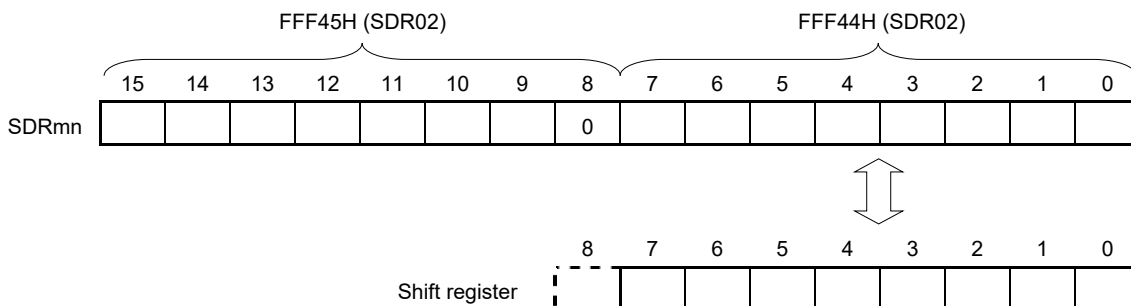 FFF45H (SDR02) FFF44H (SDR02)
15 14 13 12 11 10 9 8 7 6 5 4 3 2 1 0
SDRmn 0
8 7 6 5 4 3 2 1 0
Shift register